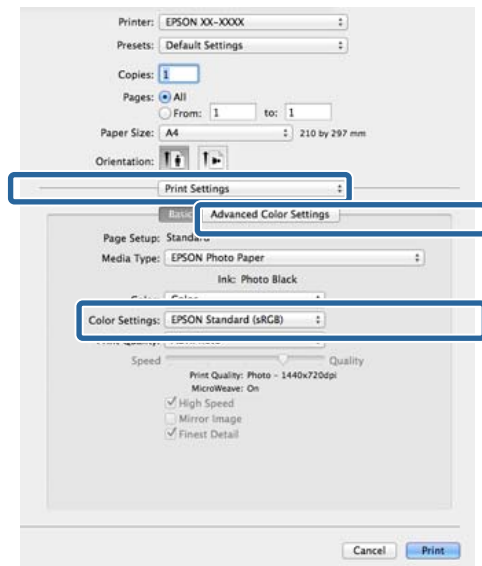 Printer: EPSON XX-XXXX
Presets: Default Settings
Copies: 1
Pages: All
From: 1 to: 1
Paper Size: A4 210 by 297 mm
Orientation:
Print Settings
Basic Advanced Color Settings
Page Setup: Standard
Media Type: EPSON Photo Paper
Ink: Photo Black
Color Settings: EPSON Standard (sRGB)
Speed Quality
Print Quality: Photo - 1440x720dpi
MicroWeave: On
High Speed
Mirror Image
Finest Detail
Cancel Print